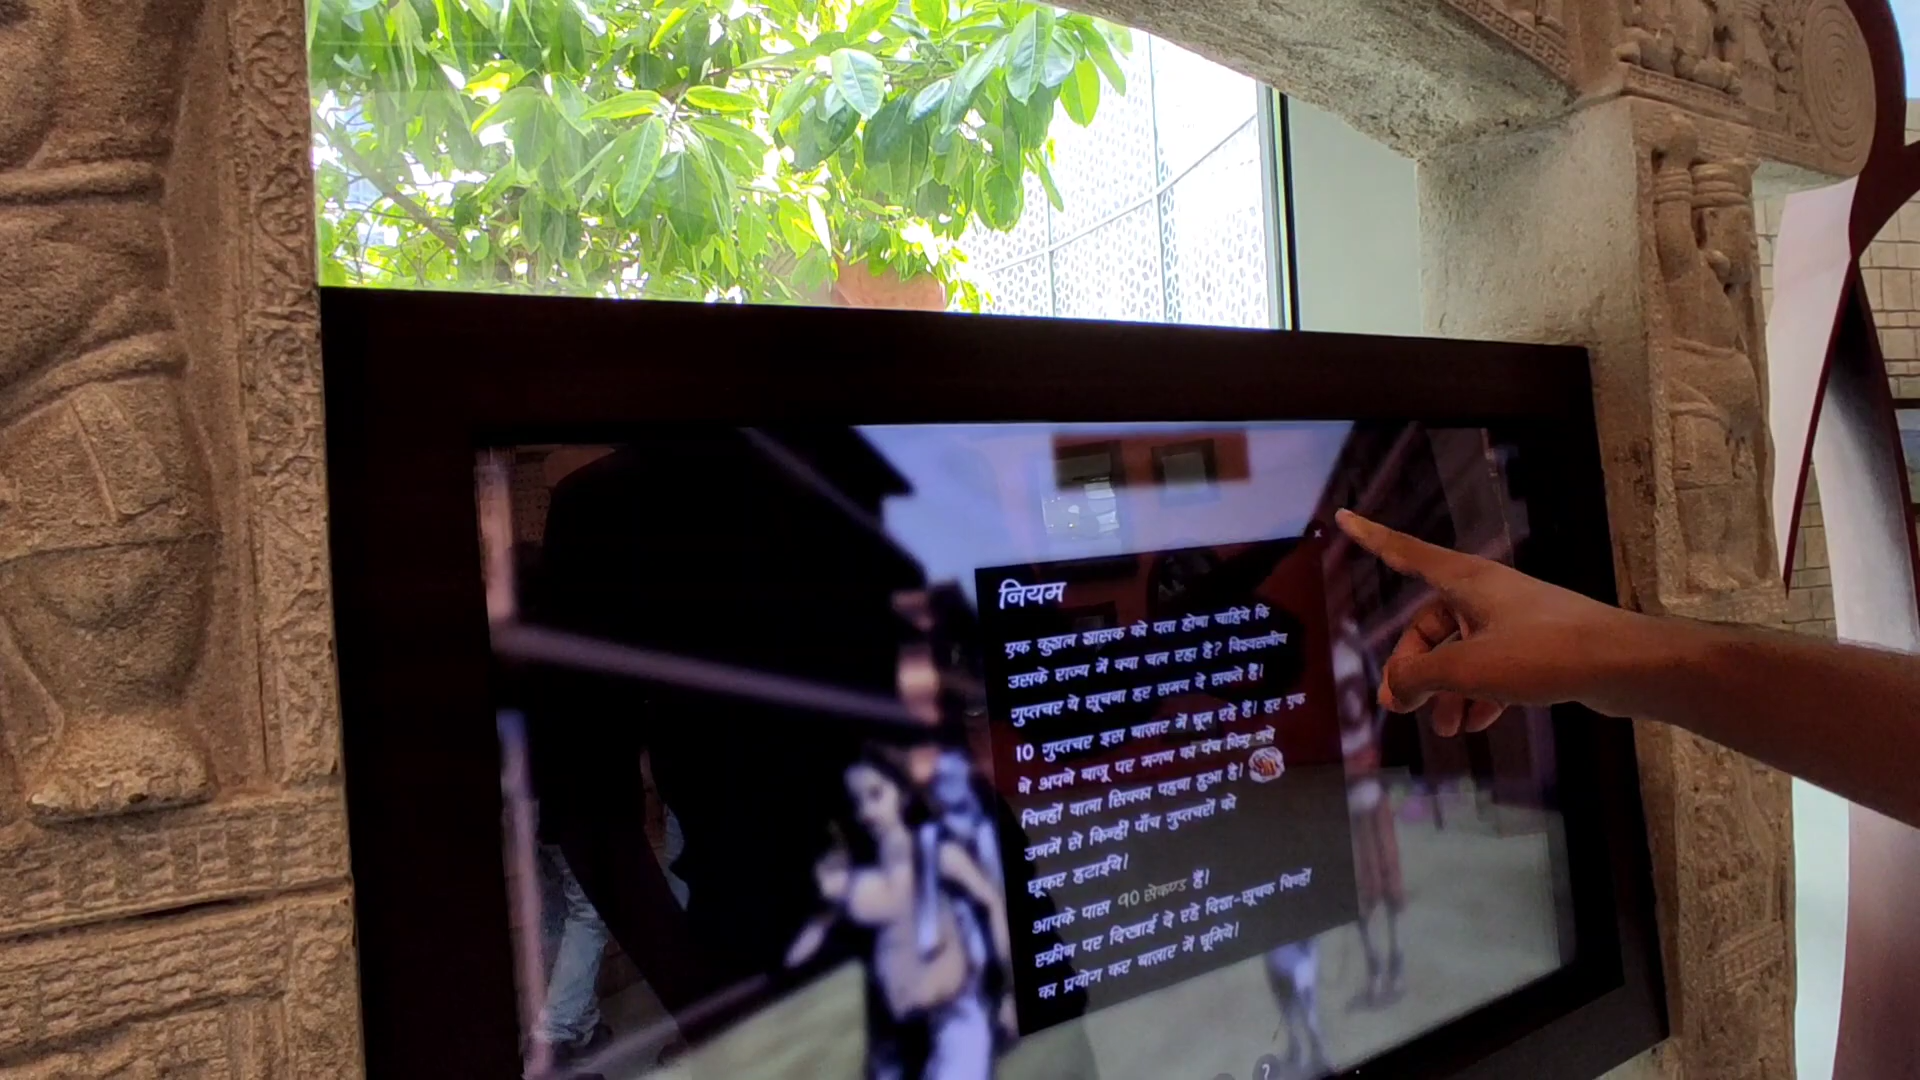 नियम
x
एक कुशल शासक को पता होना चाहिये कि
उसके राज्य में क्या चल रहा है? विश्वसनीय
गुप्तचर ये सूचना हर समय दे सकते हैं।
10 गुप्तचर इस बाज़ार में घूम रहे हैं। हर एक
ने अपने बाजू पर मगध का पंच किए गये
चिन्हों वाला सिक्का पहना हुआ है।
उनमें से किन्हीं पाँच गुप्तचरों को
छूकर हटाइये।
आपके पास 90 सेकण्ड हैं।
स्क्रीन पर दिखाई दे रहे दिशा-सूचक चिन्हों
का प्रयोग कर बाज़ार में घूमिये।
?